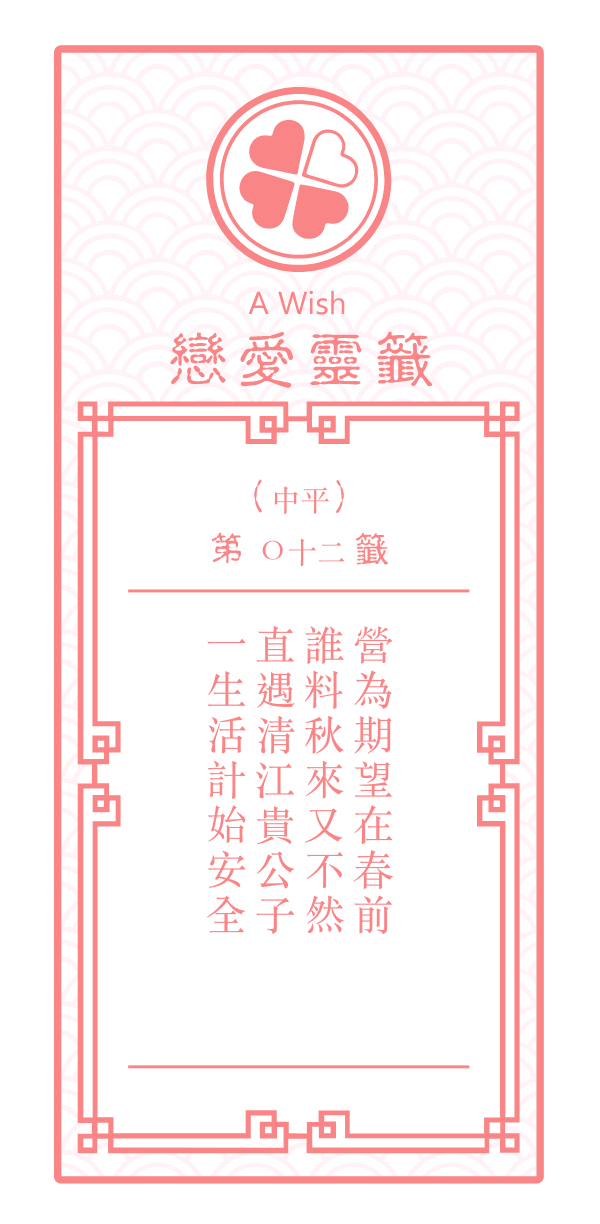 A Wish
戀愛靈籤
（中平）
第 〇十二 籤
營為期望在春前
誰料秋來又不然
直遇清江貴公子
一生活計始安全